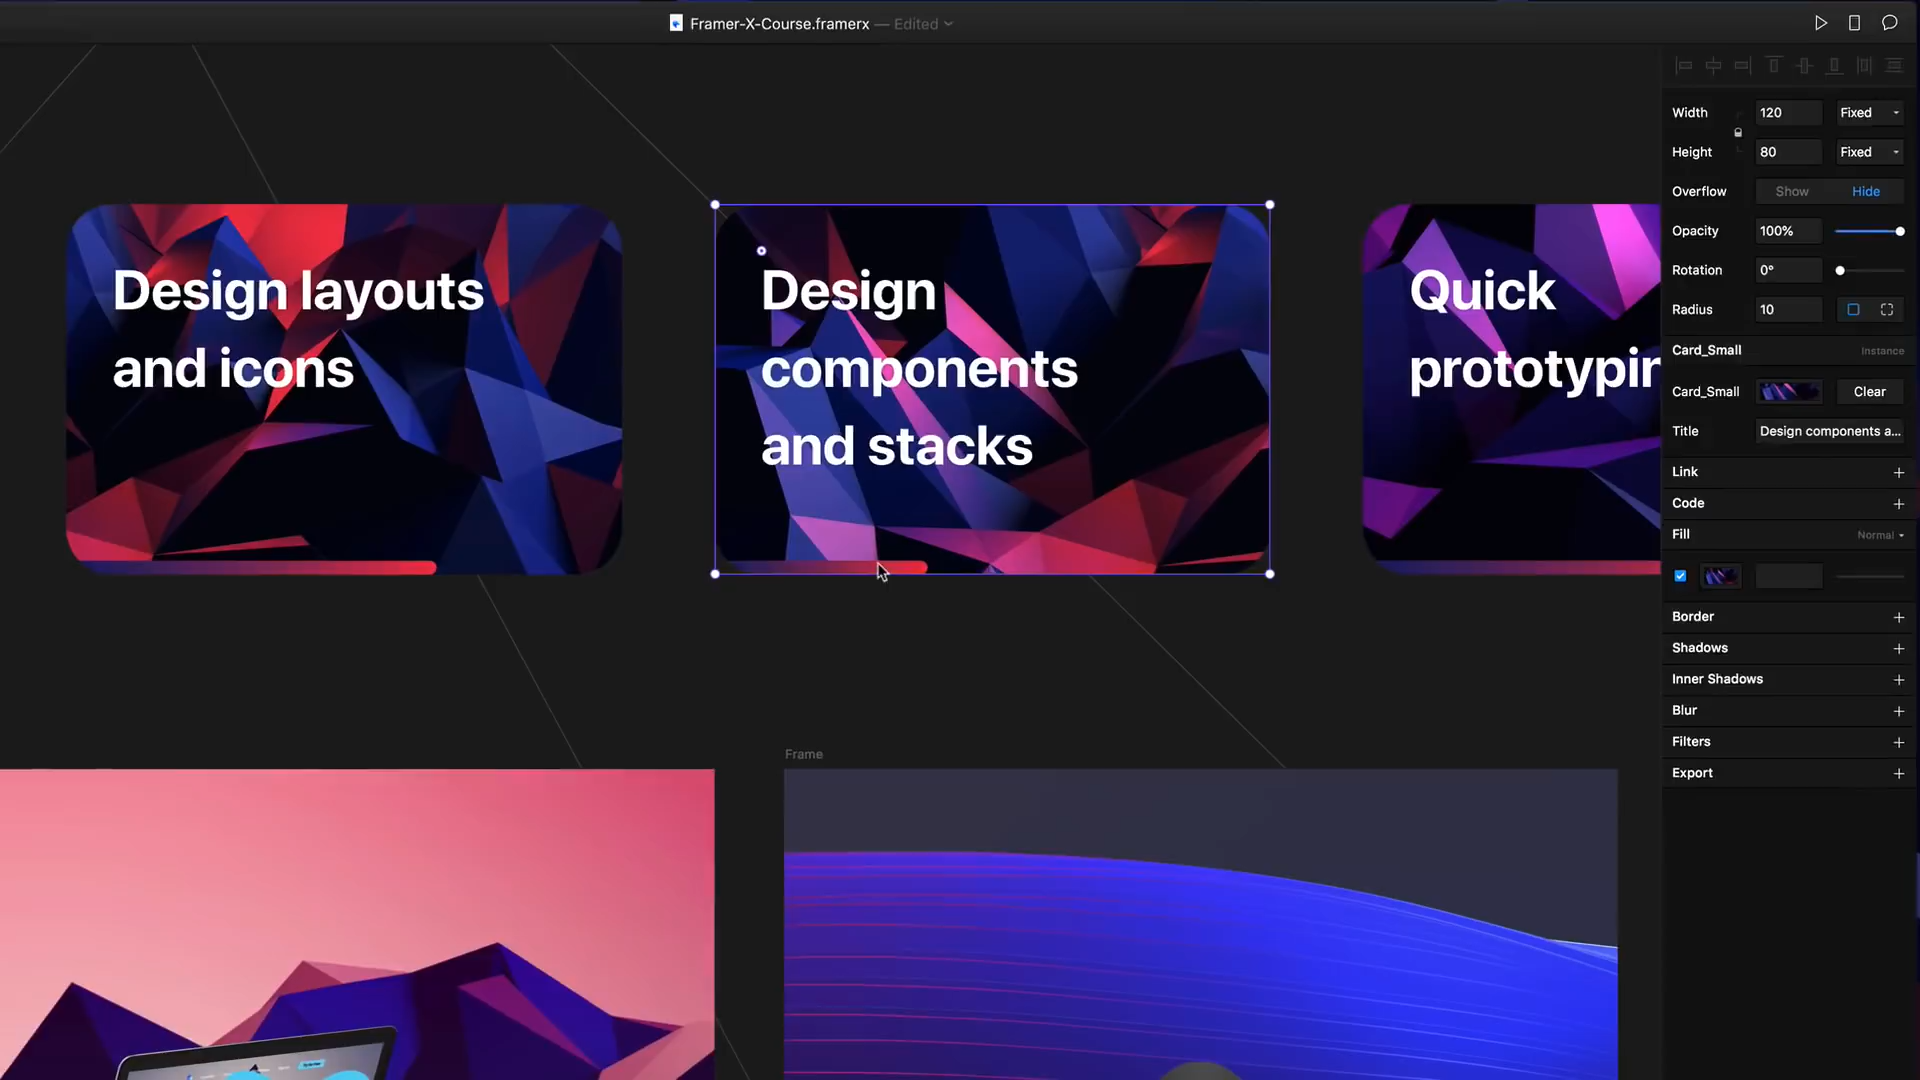 Framer-X-Course.framerx — Edited
Width 120 Fixed
Height 80 Fixed
Overflow Show Hide
Opacity 100%
Rotation 0°
Radius 10
Card_Small Instance
Card_Small Clear
Title Design components a...
Link
Code
Fill Normal
Border
Shadows
Inner Shadows
Blur
Filters
Export
Design layouts
and icons
Design
components
and stacks
Quick
prototypin
Frame